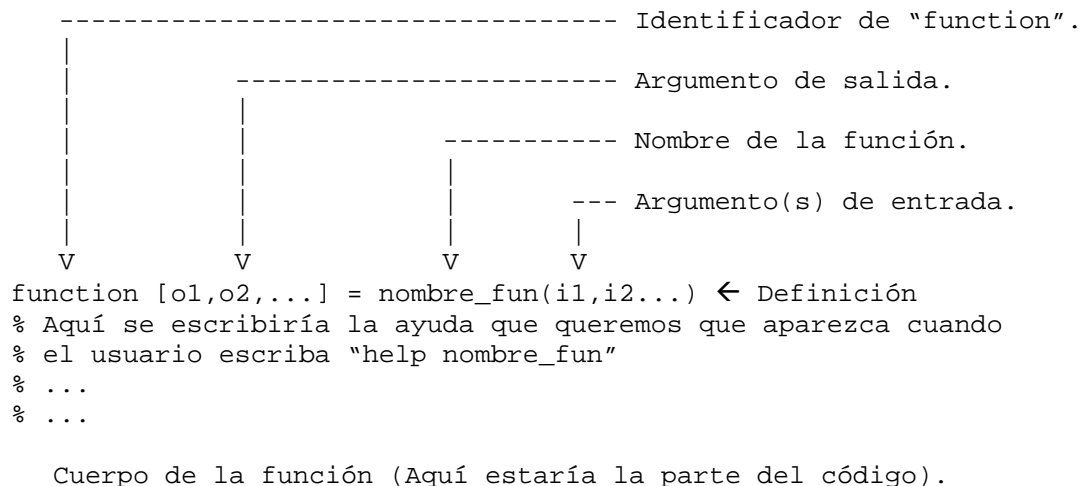 ----------------------------------- Identificador de “function”.
------------------------ Argumento de salida.
----------- Nombre de la función.
--- Argumento(s) de entrada.
V V V V
function [o1,o2,...] = nombre_fun(i1,i2...) ← Definición
% Aquí se escribiría la ayuda que queremos que aparezca cuando
% el usuario escriba “help nombre_fun”
% ...
% ...
Cuerpo de la función (Aquí estaría la parte del código).